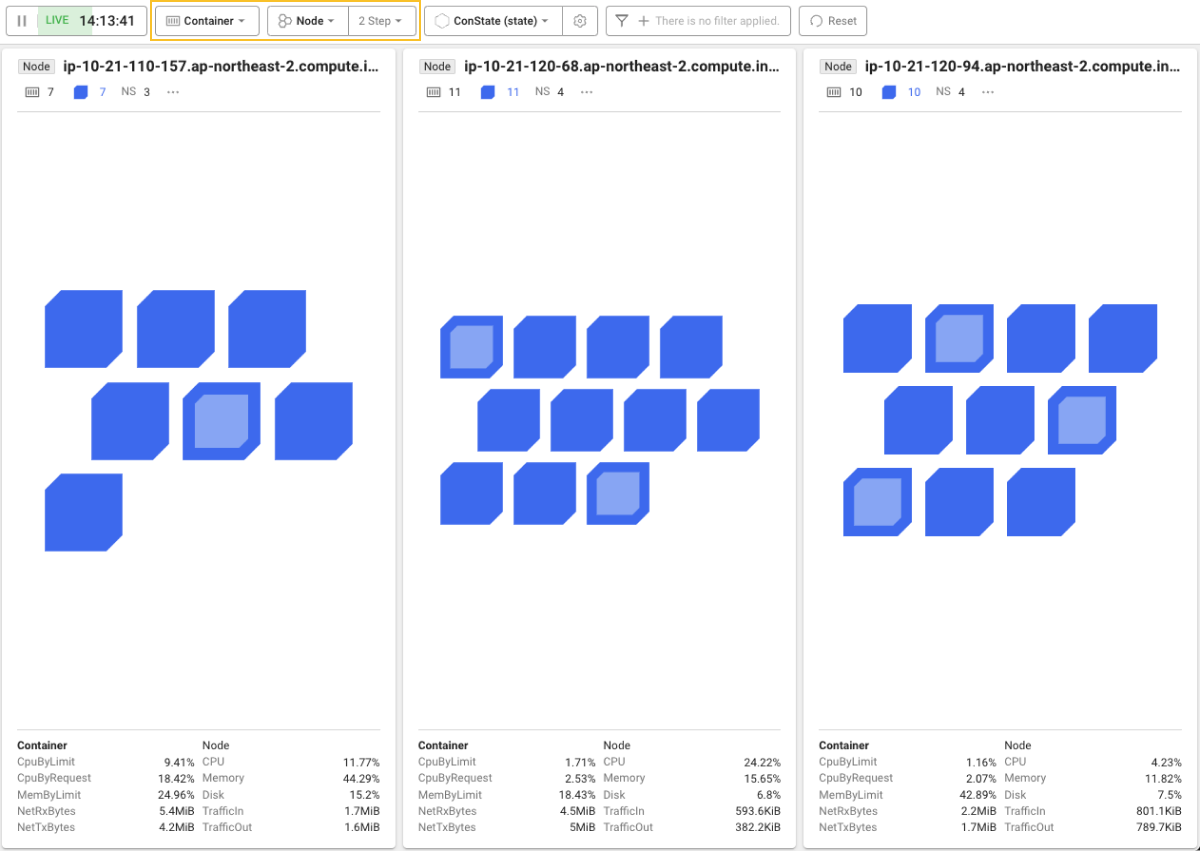 LIVE 14:13:41 Container Node 2 Step ConState (state) There is no filter applied. Reset
Node ip-10-21-110-157.ap-northeast-2.compute.i...
7 7 NS 3 ...
Container Node
CpuByLimit 9.41% CPU 11.77%
CpuByRequest 18.42% Memory 44.29%
MemByLimit 24.96% Disk 15.2%
NetRxBytes 5.4MiB TrafficIn 1.7MiB
NetTxBytes 4.2MiB TrafficOut 1.6MiB
Node ip-10-21-120-68.ap-northeast-2.compute.in...
11 11 NS 4 ...
Container Node
CpuByLimit 1.71% CPU 24.22%
CpuByRequest 2.53% Memory 15.65%
MemByLimit 18.43% Disk 6.8%
NetRxBytes 4.5MiB TrafficIn 593.6KiB
NetTxBytes 5MiB TrafficOut 382.2KiB
Node ip-10-21-120-94.ap-northeast-2.compute.in...
10 10 NS 4 ...
Container Node
CpuByLimit 1.16% CPU 4.23%
CpuByRequest 2.07% Memory 11.82%
MemByLimit 42.89% Disk 7.5%
NetRxBytes 2.2MiB TrafficIn 801.1KiB
NetTxBytes 1.7MiB TrafficOut 789.7KiB